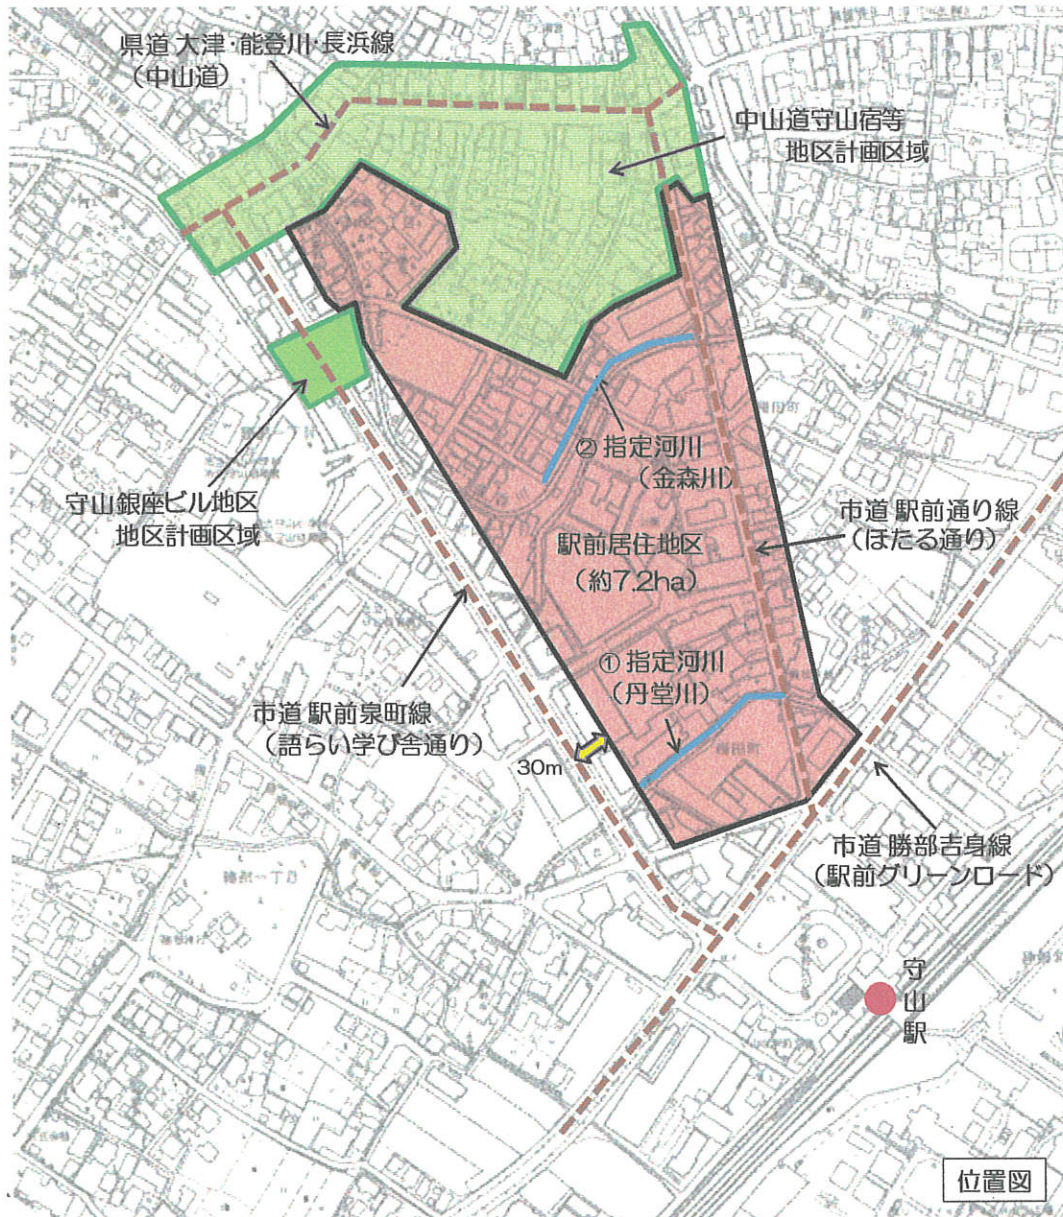 県道 大津・能登川・長浜線
（中山道）
中山道守山宿等
地区計画区域
② 指定河川
（金森川）
守山銀座ビル地区
地区計画区域
市道 駅前通り線
（ほたる通り）
駅前居住地区
（約7.2ha）
① 指定河川
（丹堂川）
市道 駅前泉町線
（語らい学び舎通り）
30m
市道 勝部吉身線
（駅前グリーンロード）
守山駅
位置図